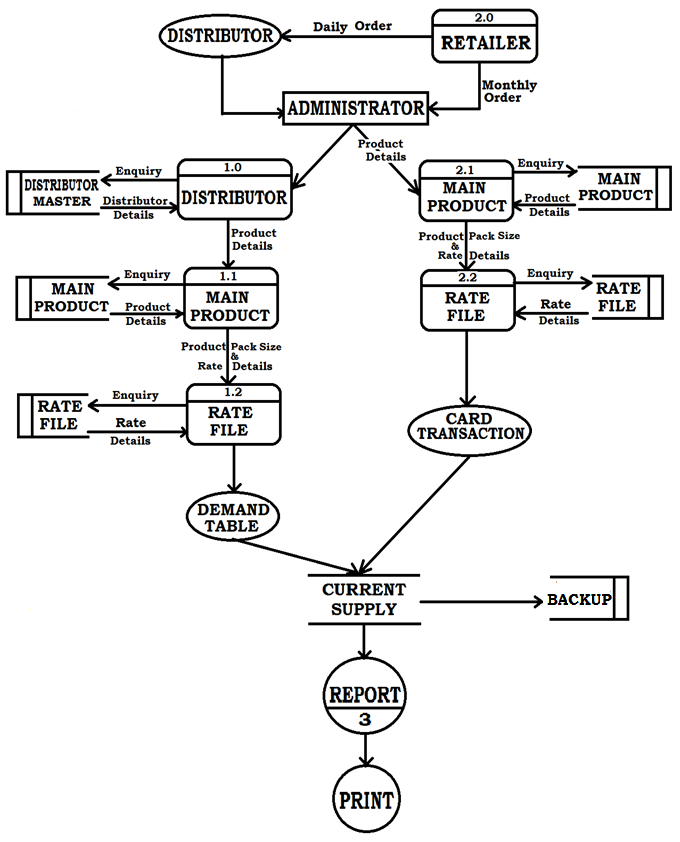 2.0
DISTRIBUTOR
Daily Order
RETAILER
Monthly
Order
ADMINISTRATOR
Product
Details
1.0
DISTRIBUTOR
Enquiry
DISTRIBUTOR
MASTER
Distributor
Details
2.1
MAIN
PRODUCT
Enquiry
MAIN
PRODUCT
Product
Details
Product
Details
Product Pack Size
&
Rate Details
1.1
MAIN
PRODUCT
Enquiry
MAIN
PRODUCT
Product
Details
2.2
RATE
FILE
Enquiry
RATE
FILE
Rate
Details
Product Pack Size
&
Rate Details
1.2
RATE
FILE
Enquiry
RATE
FILE
Rate
Details
CARD
TRANSACTION
DEMAND
TABLE
CURRENT
SUPPLY
BACKUP
REPORT
3
PRINT